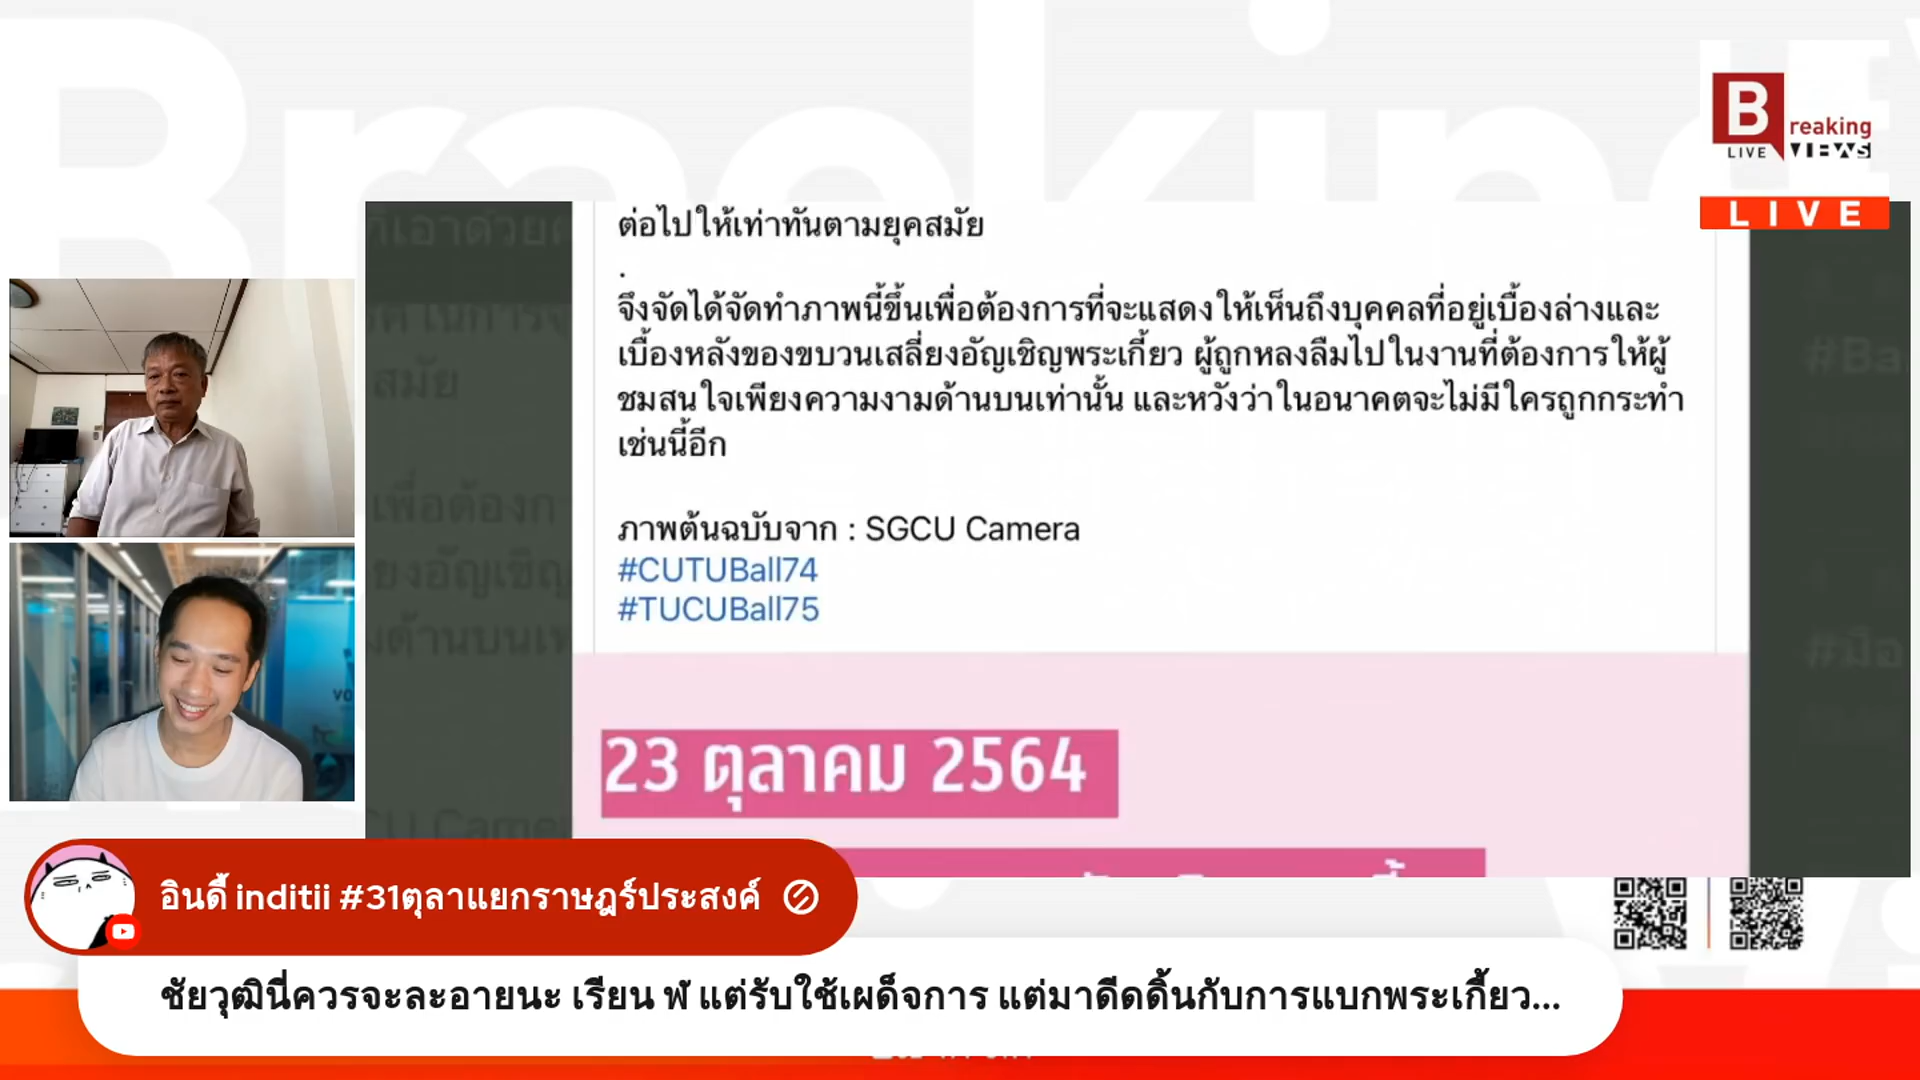 Breaking
B
LIVE
reaking
VIEWS
LIVE
ต่อไปให้เท่าทันตามยุคสมัย
.
จึงจัดได้จัดทำภาพนี้ขึ้นเพื่อต้องการที่จะแสดงให้เห็นถึงบุคคลที่อยู่เบื้องล่างและ
เบื้องหลังของขบวนเสลี่ยงอัญเชิญพระเกี้ยว ผู้ถูกหลงลืมไปในงานที่ต้องการให้ผู้
ชมสนใจเพียงความงามด้านบนเท่านั้น และหวังว่าในอนาคตจะไม่มีใครถูกกระทำ
เช่นนี้อีก
ภาพต้นฉบับจาก : SGCU Camera
#CUTUBall74
#TUCUBall75
23 ตุลาคม 2564
อินดี้ inditii #31ตุลาแยกราษฎร์ประสงค์
ชัยวุฒินี่ควรจะละอายนะ เรียน ฬ แต่รับใช้เผด็จการ แต่มาดีดดิ้นกับการแบกพระเกี้ยว...